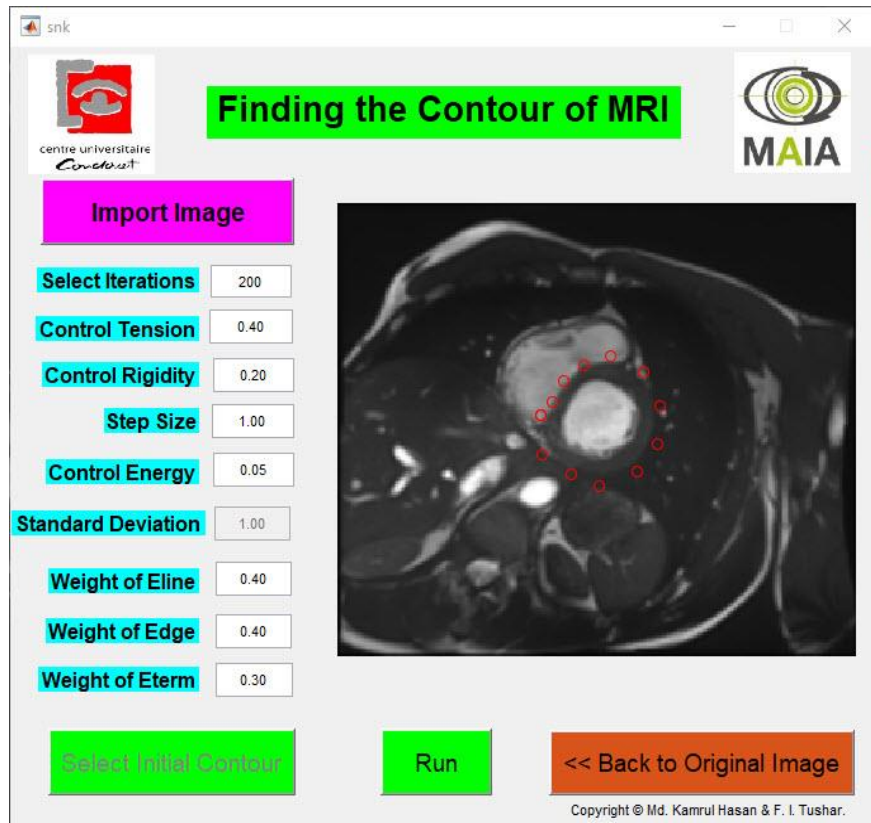 snk
centre universitaire
Condorcet
Finding the Contour of MRI
MAIA
Import Image
Select Iterations 200
Control Tension 0.40
Control Rigidity 0.20
Step Size 1.00
Control Energy 0.05
Standard Deviation 1.00
Weight of Eline 0.40
Weight of Edge 0.40
Weight of Eterm 0.30
Select Initial Contour
Run
<< Back to Original Image
Copyright © Md. Kamrul Hasan & F. I. Tushar.